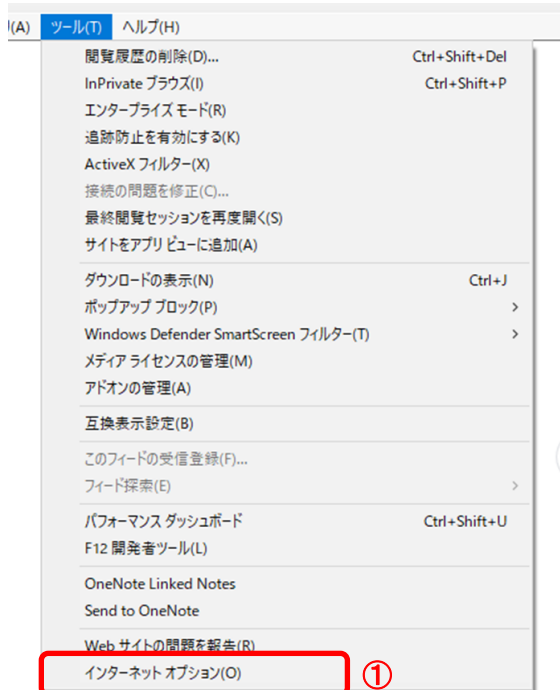 (A) ツール(T) ヘルプ(H)
閲覧履歴の削除(D)... Ctrl+Shift+Del
InPrivate ブラウズ(I) Ctrl+Shift+P
エンタープライズ モード(R)
追跡防止を有効にする(K)
ActiveX フィルター(X)
接続の問題を修正(C)...
最終閲覧セッションを再度開く(S)
サイトをアプリ ビューに追加(A)
ダウンロードの表示(N) Ctrl+J
ポップアップ ブロック(P)
Windows Defender SmartScreen フィルター(T)
メディア ライセンスの管理(M)
アドオンの管理(A)
互換表示設定(B)
このフィードの受信登録(F)...
フィード探索(E)
パフォーマンス ダッシュボード Ctrl+Shift+U
F12 開発者ツール(L)
OneNote Linked Notes
Send to OneNote
Web サイトの問題を報告(R)
インターネット オプション(O) ①